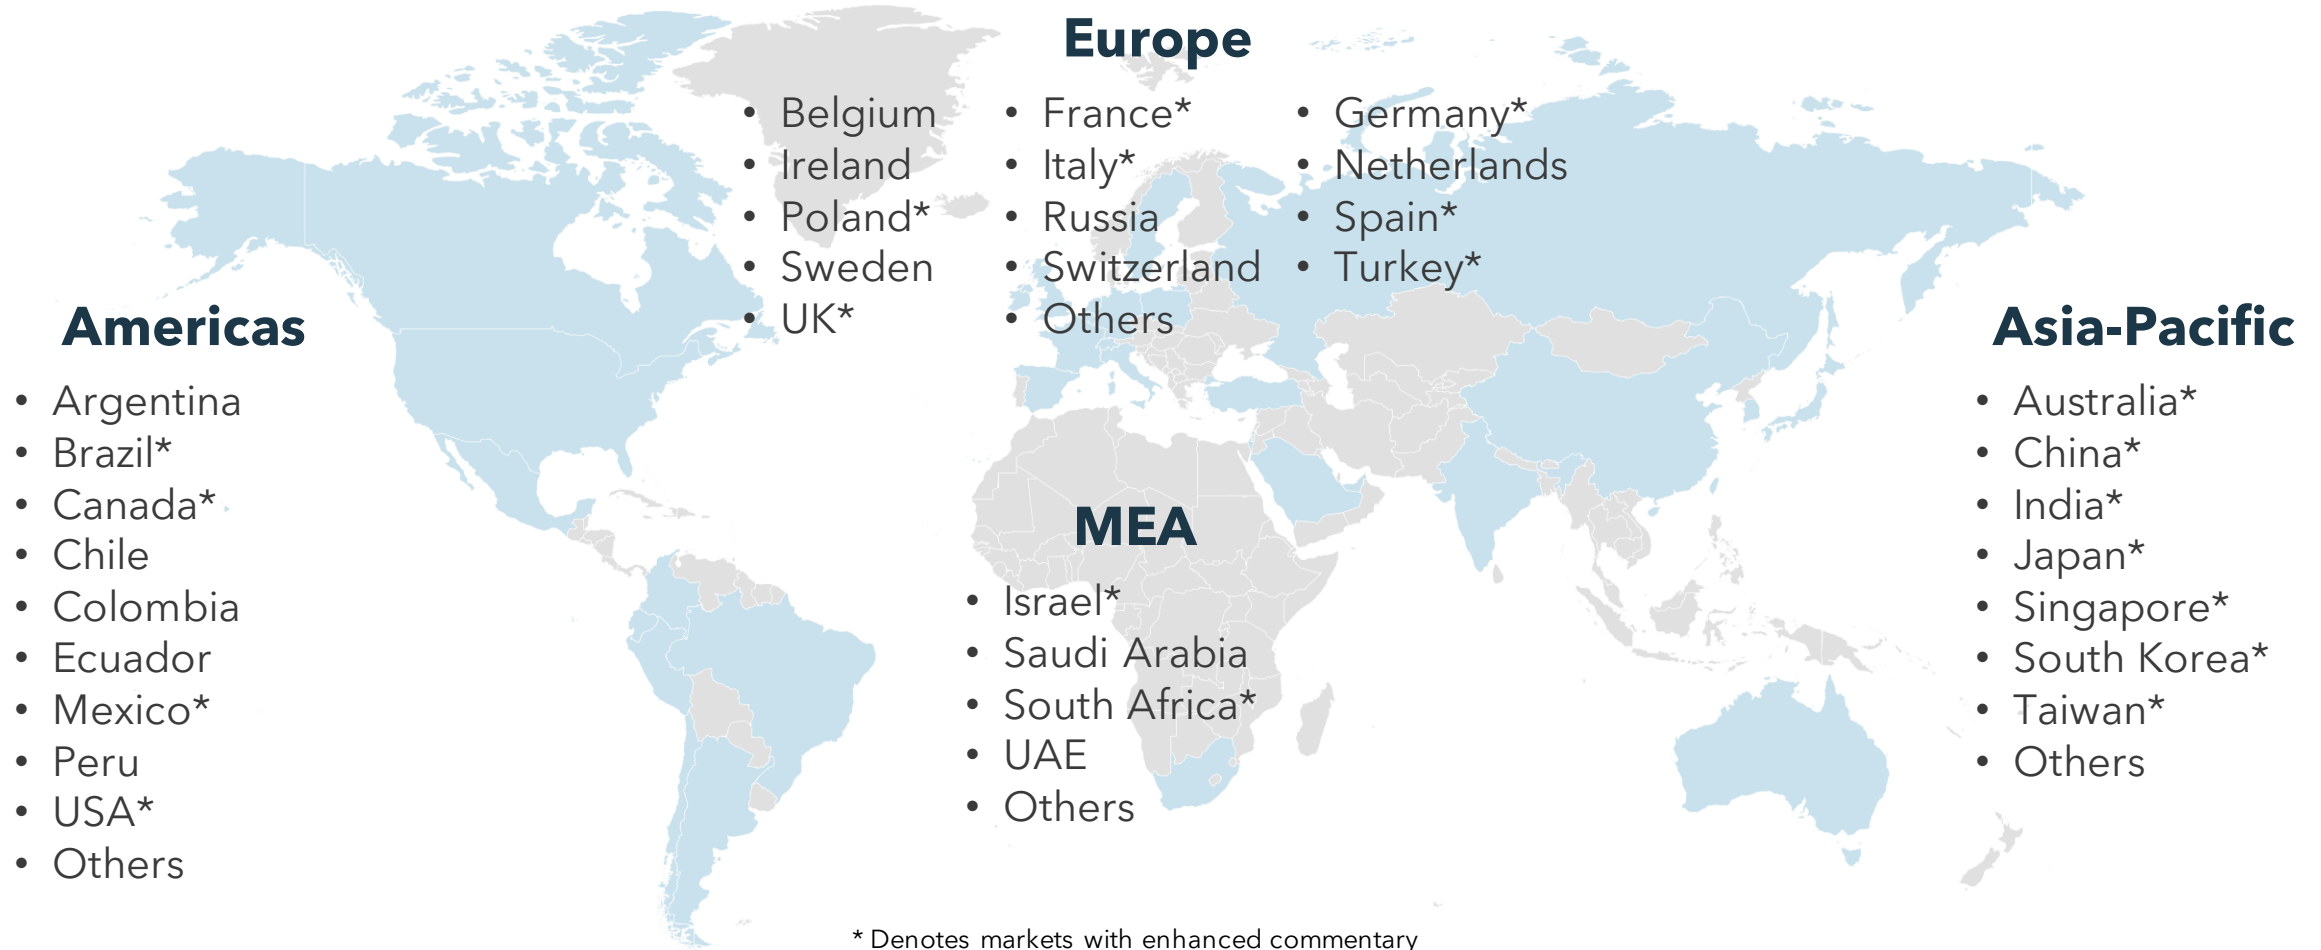 Europe
• Belgium
• Ireland
• Poland*
• Sweden
• UK*
• France*
• Italy*
• Russia
• Switzerland
• Others
• Germany*
• Netherlands
• Spain*
• Turkey*
Americas
• Argentina
• Brazil*
• Canada*
• Chile
• Colombia
• Ecuador
• Mexico*
• Peru
• USA*
• Others
MEA
• Israel*
• Saudi Arabia
• South Africa*
• UAE
• Others
Asia-Pacific
• Australia*
• China*
• India*
• Japan*
• Singapore*
• South Korea*
• Taiwan*
• Others
* Denotes markets with enhanced commentary